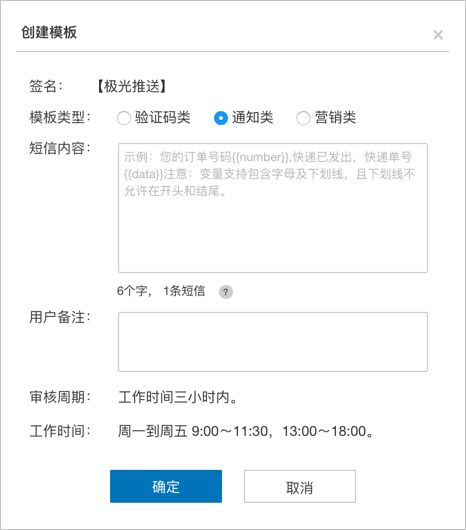 创建模板 ×
签名： 【极光推送】
模板类型： 验证码类 通知类 营销类
短信内容： 示例：您的订单号码{{number}},快递已发出，快递单号
{{data}}注意：变量支持包含字母及下划线，且下划线不
允许在开头和结尾。
6个字， 1条短信 ?
用户备注：
审核周期： 工作时间三小时内。
工作时间： 周一到周五 9:00～11:30，13:00～18:00。
确定 取消